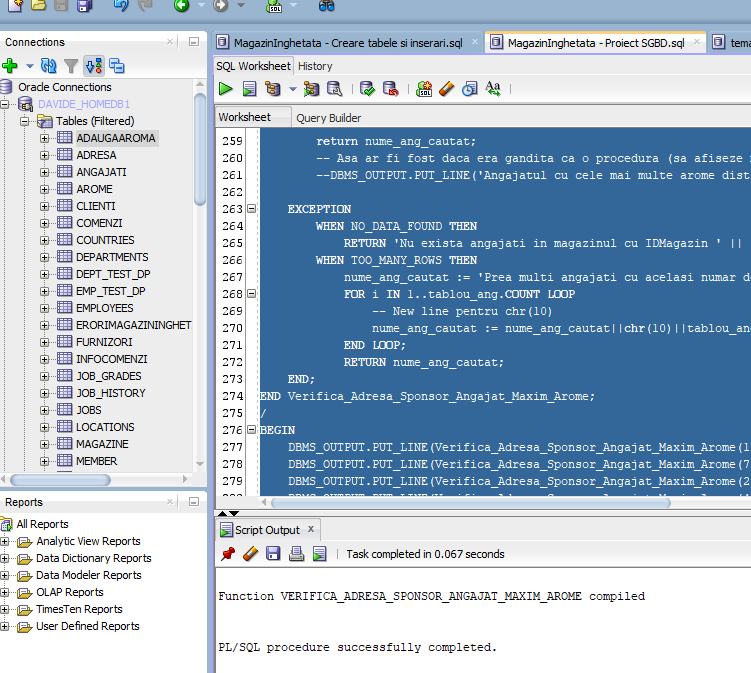 SQL
Connections
Oracle Connections
DAVIDE_HOMEDB1
Tables (Filtered)
ADAUGAAROMA
ADRESA
ANGAJATI
AROME
CLIENTI
COMENZI
COUNTRIES
DEPARTMENTS
DEPT_TEST_DP
EMP_TEST_DP
EMPLOYEES
ERORIMAGAZININGHET
FURNIZORI
INFOCOMENZI
JOB_GRADES
JOB_HISTORY
JOBS
LOCATIONS
MAGAZINE
MEMBER
Reports
All Reports
Analytic View Reports
Data Dictionary Reports
Data Modeler Reports
OLAP Reports
TimesTen Reports
User Defined Reports
MagazinInghetata - Creare tabele si inserari.sql
MagazinInghetata - Proiect SGBD.sql
tema
SQL Worksheet History
SQL Aa
Worksheet Query Builder
259 return nume_ang_cautat;
260 -- Asa ar fi fost daca era gandita ca o procedura (sa afiseze
261 --DBMS_OUTPUT.PUT_LINE('Angajatul cu cele mai multe arome dist
262
263 EXCEPTION
264 WHEN NO_DATA_FOUND THEN
265 RETURN 'Nu exista angajati in magazinul cu IDMagazin ' ||
266 WHEN TOO_MANY_ROWS THEN
267 nume_ang_cautat := 'Prea multi angajati cu acelasi numar d
268 FOR i IN 1..tablou_ang.COUNT LOOP
269 -- New line pentru chr(10)
270 nume_ang_cautat := nume_ang_cautat||chr(10)||tablou_an
271 END LOOP;
272 RETURN nume_ang_cautat;
273 END;
274 END Verifica_Adresa_Sponsor_Angajat_Maxim_Arome;
275 /
276 BEGIN
277 DBMS_OUTPUT.PUT_LINE(Verifica_Adresa_Sponsor_Angajat_Maxim_Arome(1
278 DBMS_OUTPUT.PUT_LINE(Verifica_Adresa_Sponsor_Angajat_Maxim_Arome(7
279 DBMS_OUTPUT.PUT_LINE(Verifica_Adresa_Sponsor_Angajat_Maxim_Arome(2
Script Output
Task completed in 0.067 seconds
Function VERIFICA_ADRESA_SPONSOR_ANGAJAT_MAXIM_AROME compiled
PL/SQL procedure successfully completed.